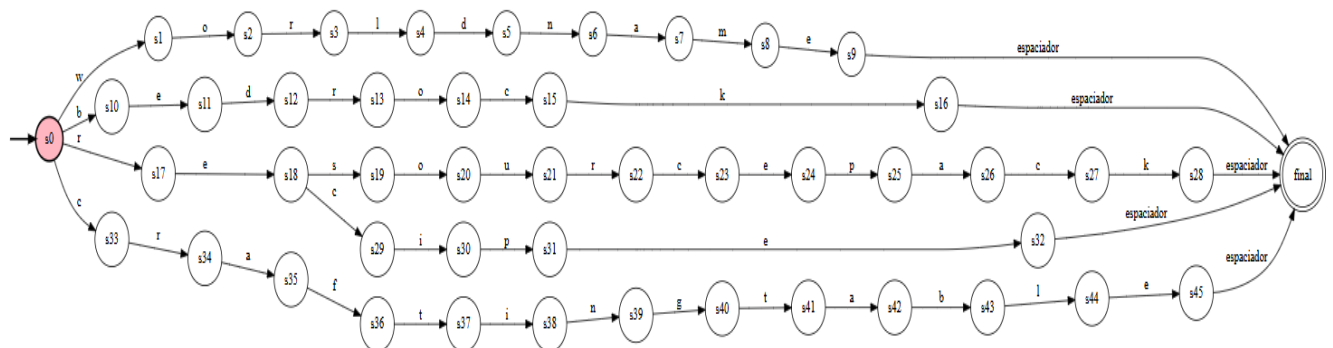 w s1 o s2 r s3 l s4 d s5 n s6 a s7 m s8 e s9 espaciador
b s10 e s11 d s12 r s13 o s14 c s15 k s16 espaciador
s0 r s17 e s18 s s19 o s20 u s21 r s22 c s23 e s24 p s25 a s26 c s27 k s28 espaciador final
c s29 i s30 p s31 e s32 espaciador
c s33 r s34 a s35 f s36 t s37 i s38 n s39 g s40 t s41 a s42 b s43 l s44 e s45 espaciador